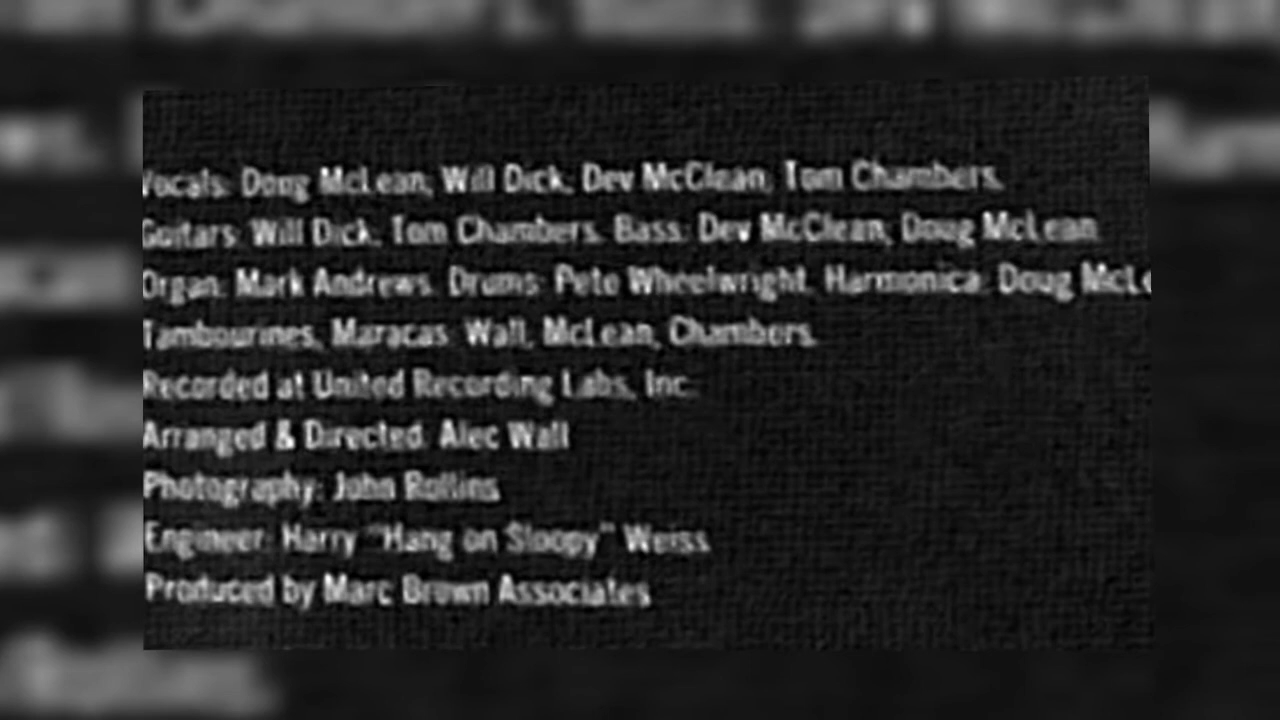 Vocals: Doug McLean, Will Dick, Dev McClean, Tom Chambers.
Guitars: Will Dick, Tom Chambers. Bass: Dev McClean, Doug McLean.
Organ: Mark Andrews. Drums: Pete Wheelwright. Harmonica: Doug McLe
Tambourines, Maracas: Wall, McLean, Chambers.
Recorded at United Recording Labs, Inc.
Arranged & Directed: Alec Wall
Photography: John Rollins
Engineer: Harry "Hang on Sloopy" Weiss
Produced by Marc Brown Associates